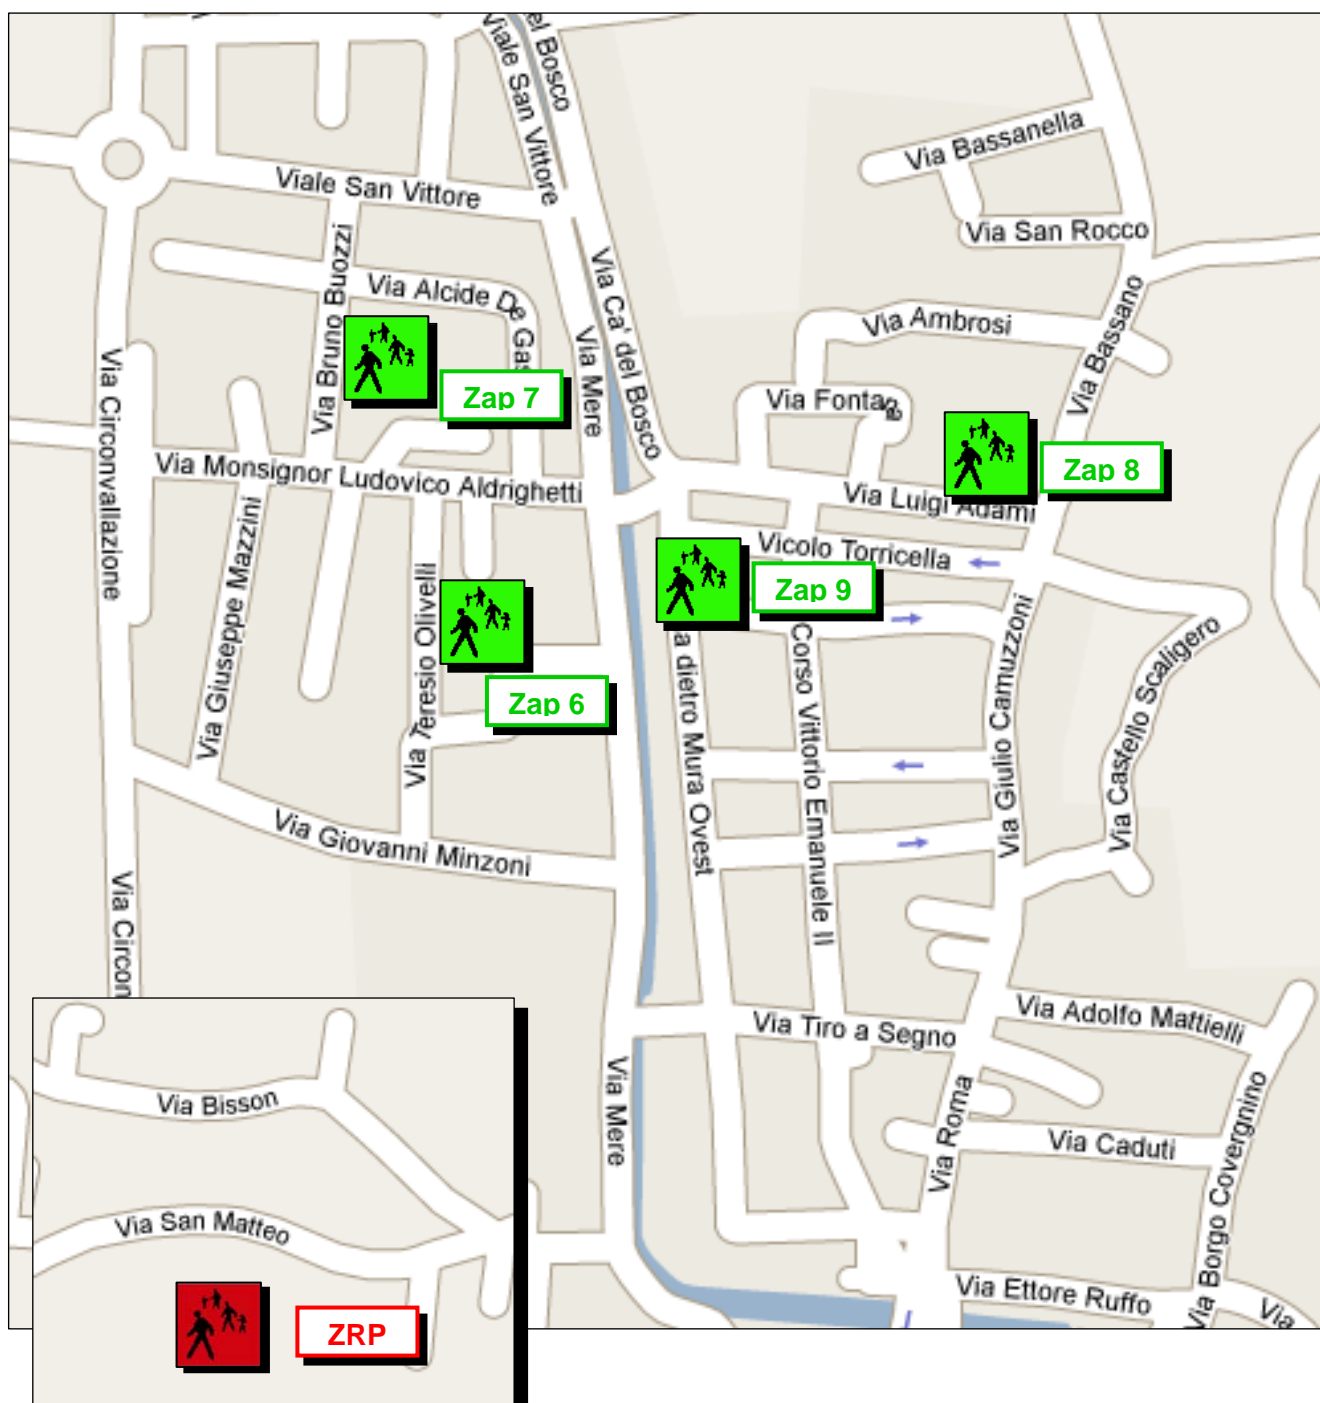 Viale San Vittore
el Bosco
Via Bassanella
Viale San Vittore
Via San Rocco
Via Bruno Buozzi
Via Alcide De Gas
Via Ca' del Bosco
Via Mere
Via Ambrosi
Via Bassano
Via Circonvallazione
Zap 7
Via Fontan
Zap 8
Via Monsignor Ludovico Aldrighetti
Via Luigi Adami
Vicolo Torricella
Via Giuseppe Mazzini
Via Teresio Olivelli
Zap 9
Zap 6
a dietro Mura Ovest
Corso Vittorio Emanuele II
Via Giulio Camuzzoni
Via Castello Scaligero
Via Giovanni Minzoni
Via Circon
Via Tiro a Segno
Via Adolfo Mattielli
Via Mere
Via Roma
Via Caduti
Via Borgo Covergnino
Via Bisson
Via San Matteo
Via Ettore Ruffo
Via
ZRP